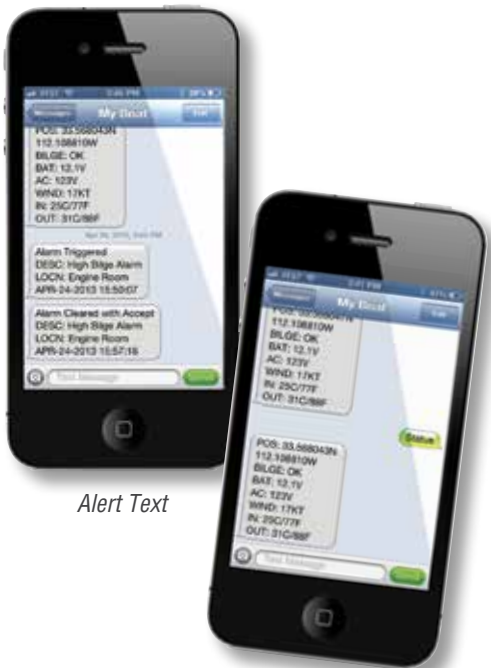 My Boat
POS: 33.568043N
112.108810W
BILGE: OK
BAT: 12.1V
AC: 123V
WIND: 17KT
IN: 25C/77F
OUT: 31C/88F
Alarm Triggered
DESC: High Bilge Alarm
LOCN: Engine Room
APR-24-2013 15:50:07
Alarm Cleared with Accept
DESC: High Bilge Alarm
LOCN: Engine Room
APR-24-2013 15:57:16
Text Message
Send
Alert Text
Messages
My Boat
Edit
POS: 33.568047N
112.108810W
BILGE: OK
BAT: 12.1V
AC: 123V
WIND: 17KT
IN: 25C/77F
OUT: 31C/88F
Status
POS: 33.568043N
112.108810W
BILGE: OK
BAT: 12.1V
AC: 123V
WIND: 17KT
IN: 25C/77F
OUT: 31C/88F
Text Message
Send